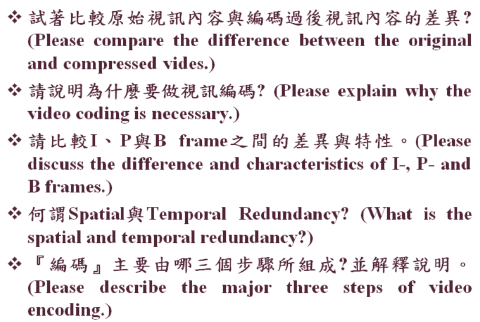 ❖ 試著比較原始視訊內容與編碼過後視訊內容的差異?
(Please compare the difference between the original
and compressed vides.)
❖ 請說明為什麼要做視訊編碼? (Please explain why the
video coding is necessary.)
❖ 請比較I、P與B frame之間的差異與特性。(Please
discuss the difference and characteristics of I-, P- and
B frames.)
❖ 何謂Spatial與Temporal Redundancy? (What is the
spatial and temporal redundancy?)
❖ 『編碼』主要由哪三個步驟所組成?並解釋說明。
(Please describe the major three steps of video
encoding.)